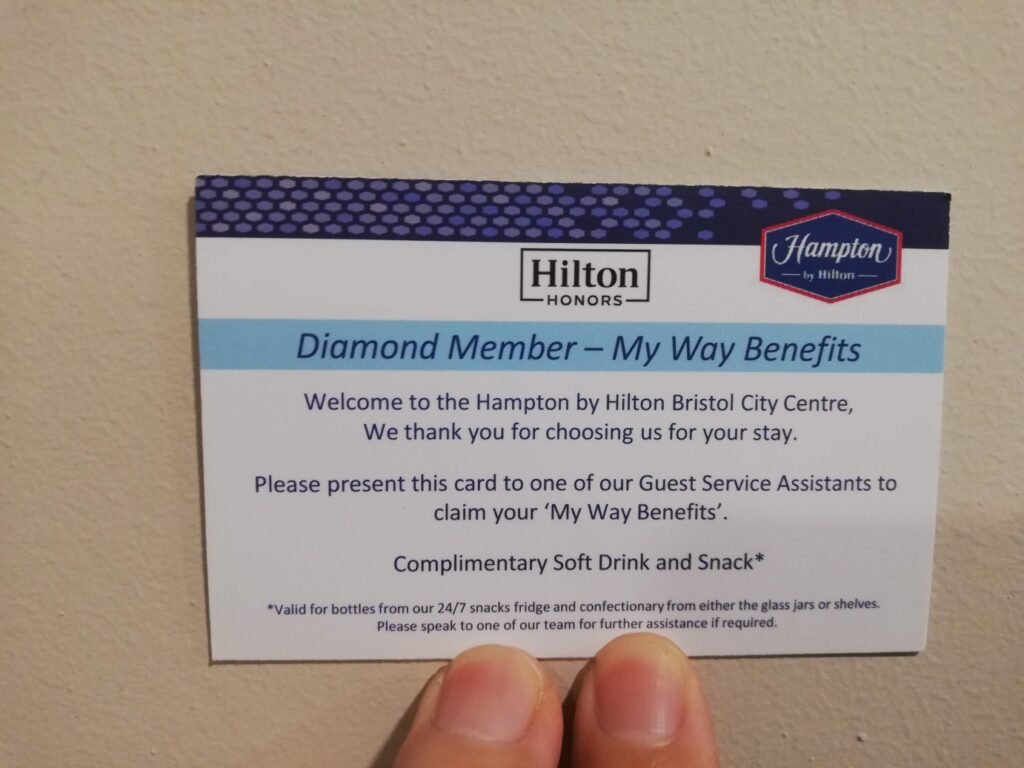 Hampton
by Hilton
Hilton
HONORS
Diamond Member – My Way Benefits
Welcome to the Hampton by Hilton Bristol City Centre,
We thank you for choosing us for your stay.
Please present this card to one of our Guest Service Assistants to
claim your ‘My Way Benefits’.
Complimentary Soft Drink and Snack*
*Valid for bottles from our 24/7 snacks fridge and confectionary from either the glass jars or shelves.
Please speak to one of our team for further assistance if required.